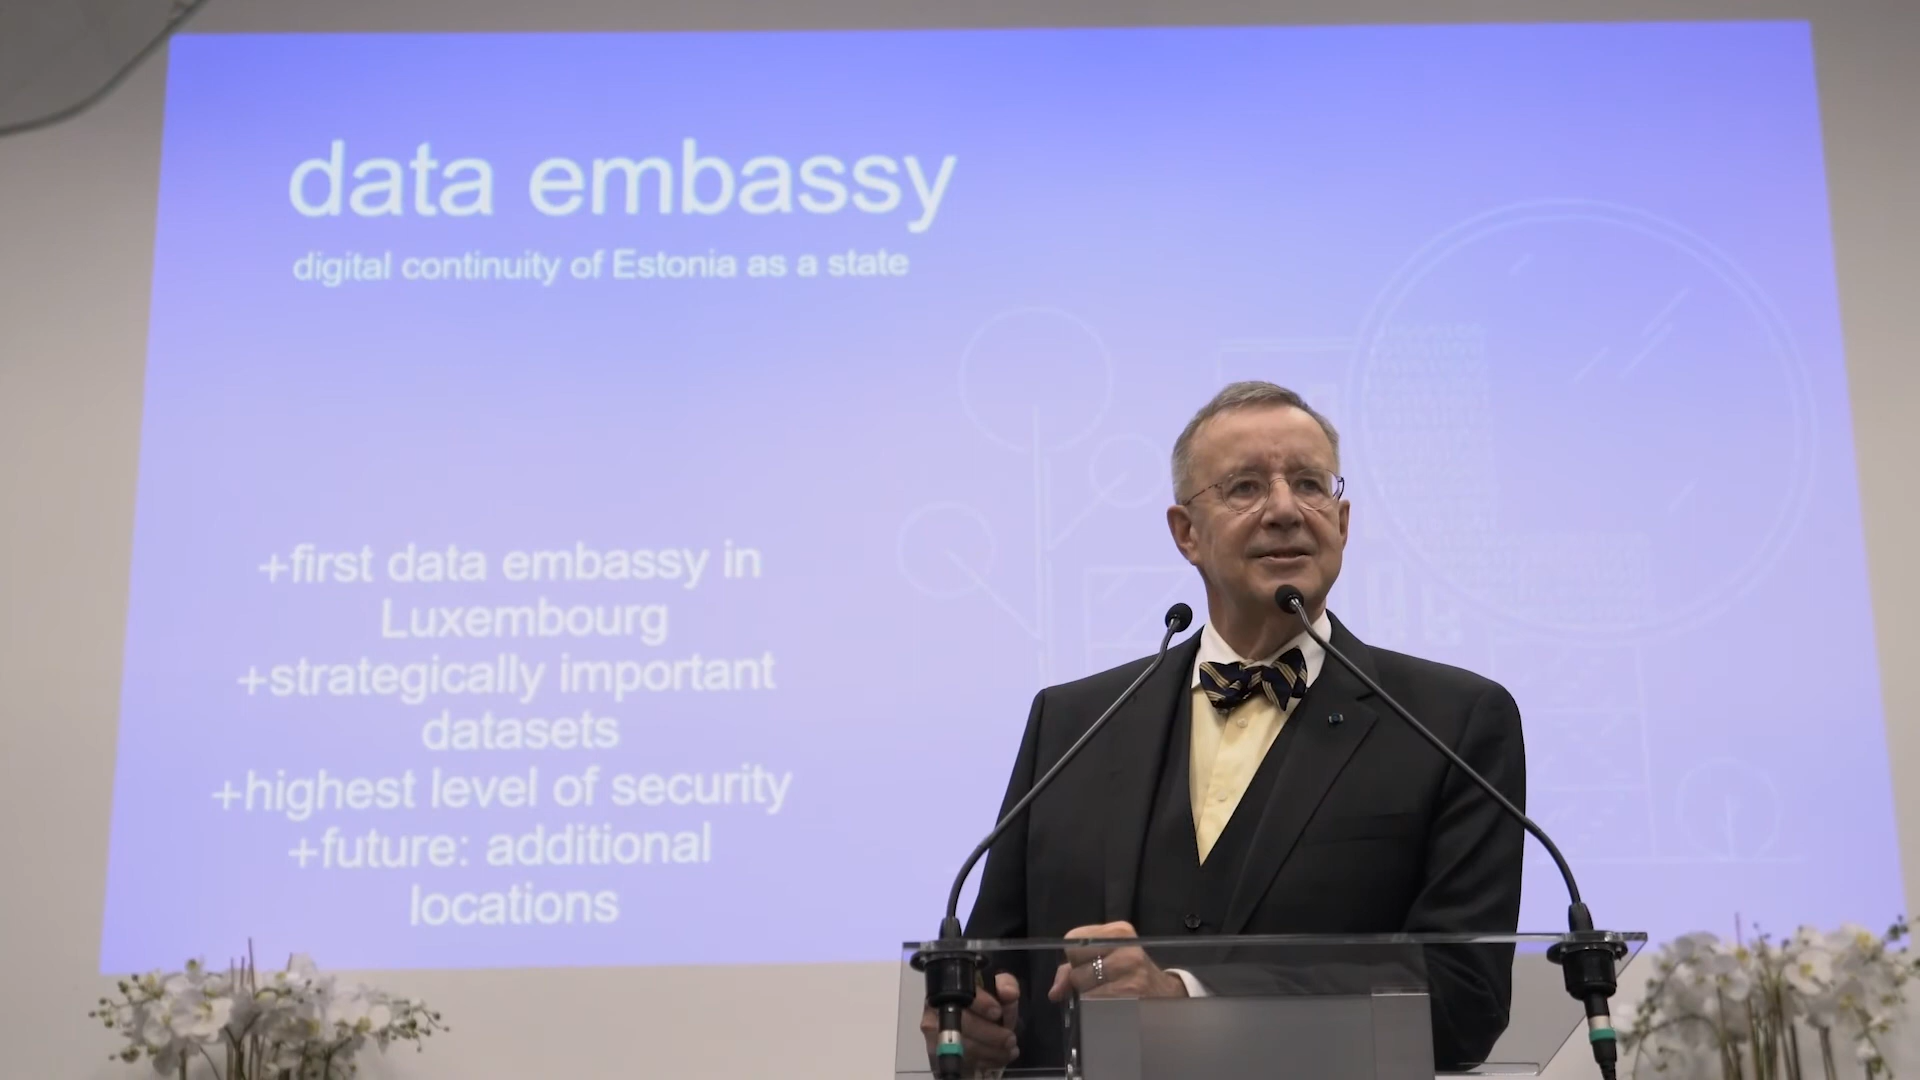 data embassy
digital continuity of Estonia as a state
+first data embassy in
Luxembourg
+strategically important
datasets
+highest level of security
+future: additional
locations